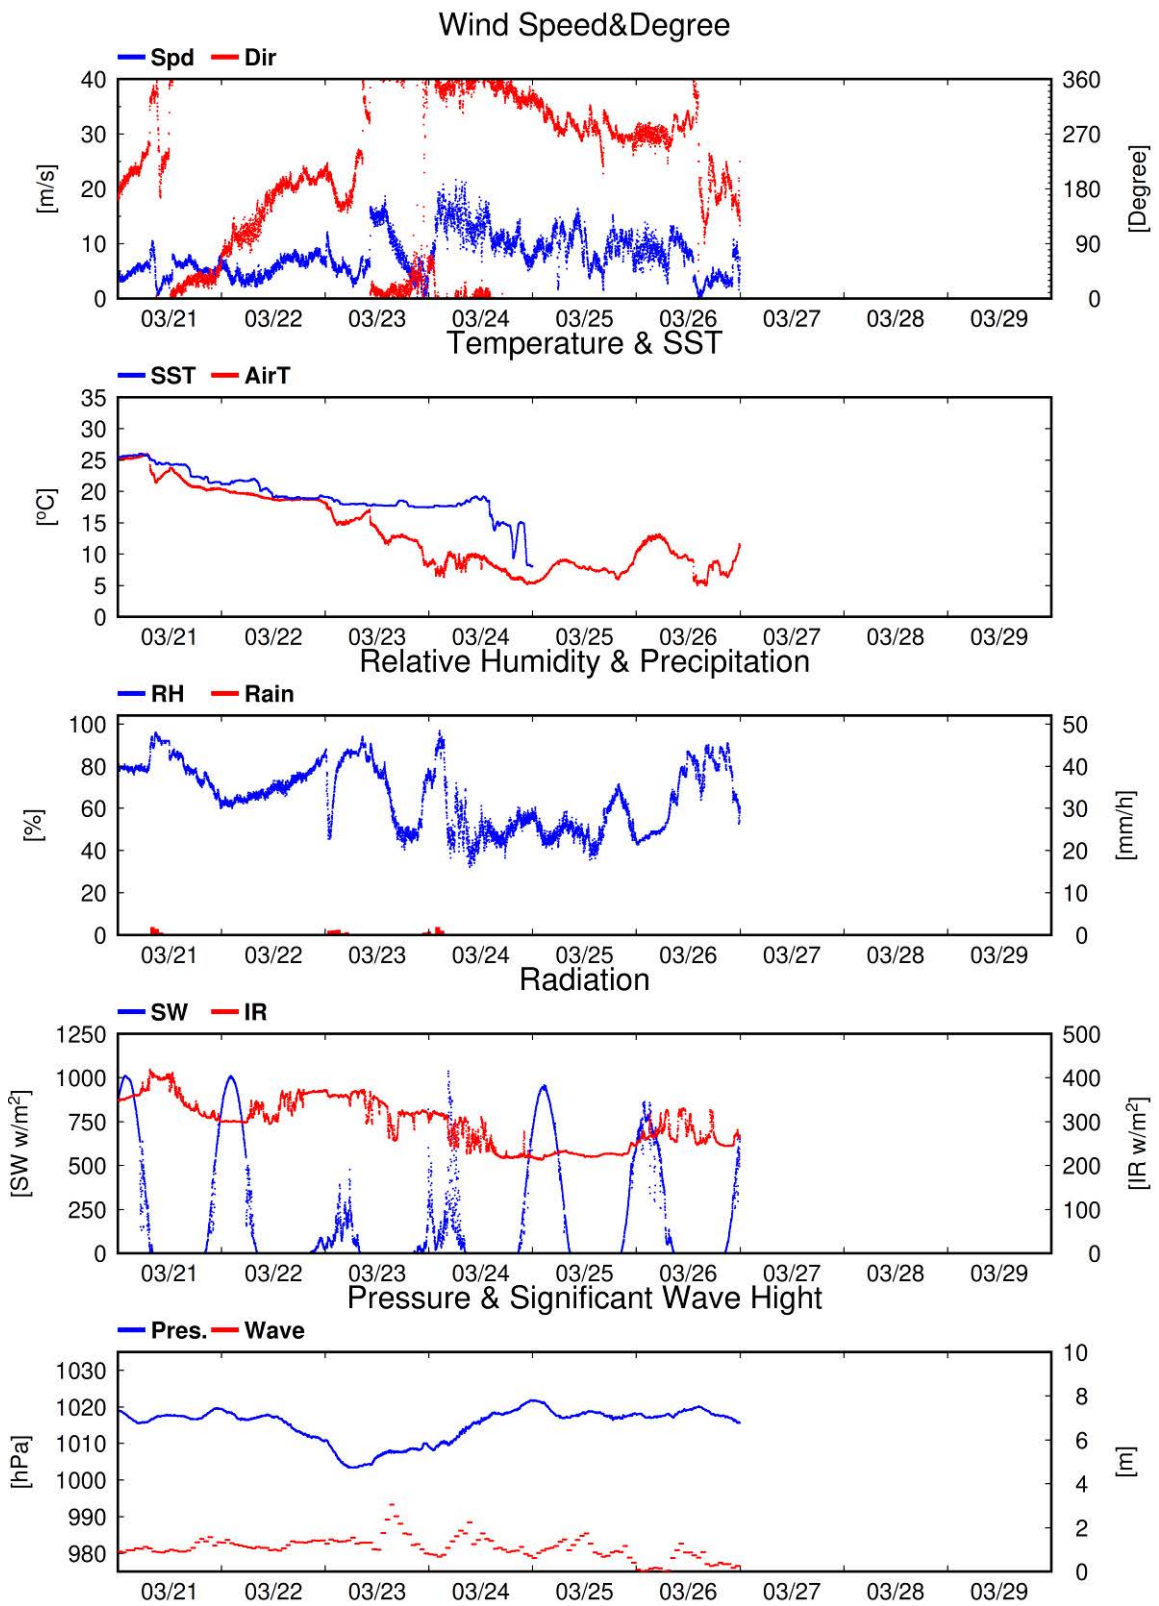 Wind Speed&Degree
Spd Dir
40 360
30 270
20 180
10 90
0 0
[m/s] [Degree]
03/21 03/22 03/23 03/24 03/25 03/26 03/27 03/28 03/29
Temperature & SST
SST AirT
35
30
25
20
15
10
5
0
[ºC]
03/21 03/22 03/23 03/24 03/25 03/26 03/27 03/28 03/29
Relative Humidity & Precipitation
RH Rain
100 50
80 40
60 30
40 20
20 10
0 0
[%] [mm/h]
03/21 03/22 03/23 03/24 03/25 03/26 03/27 03/28 03/29
Radiation
SW IR
1250 500
1000 400
750 300
500 200
250 100
0 0
[SW w/m²] [IR w/m²]
03/21 03/22 03/23 03/24 03/25 03/26 03/27 03/28 03/29
Pressure & Significant Wave Hight
Pres. Wave
10
1030
8
1020
1010
6
1000
4
990
2
980
0
[hPa] [m]
03/21 03/22 03/23 03/24 03/25 03/26 03/27 03/28 03/29